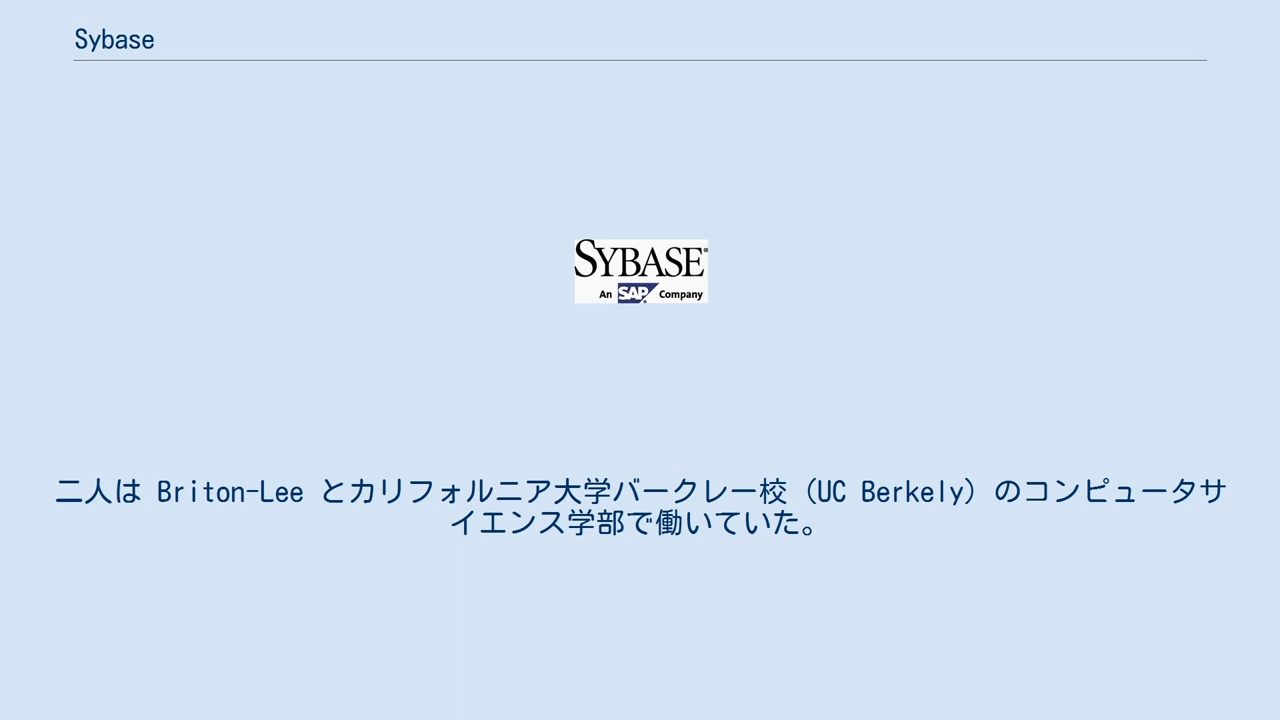 Sybase
SYBASE®
An SAP Company
二人は Briton-Lee とカリフォルニア大学バークレー校（UC Berkely）のコンピュータサ
イエンス学部で働いていた。